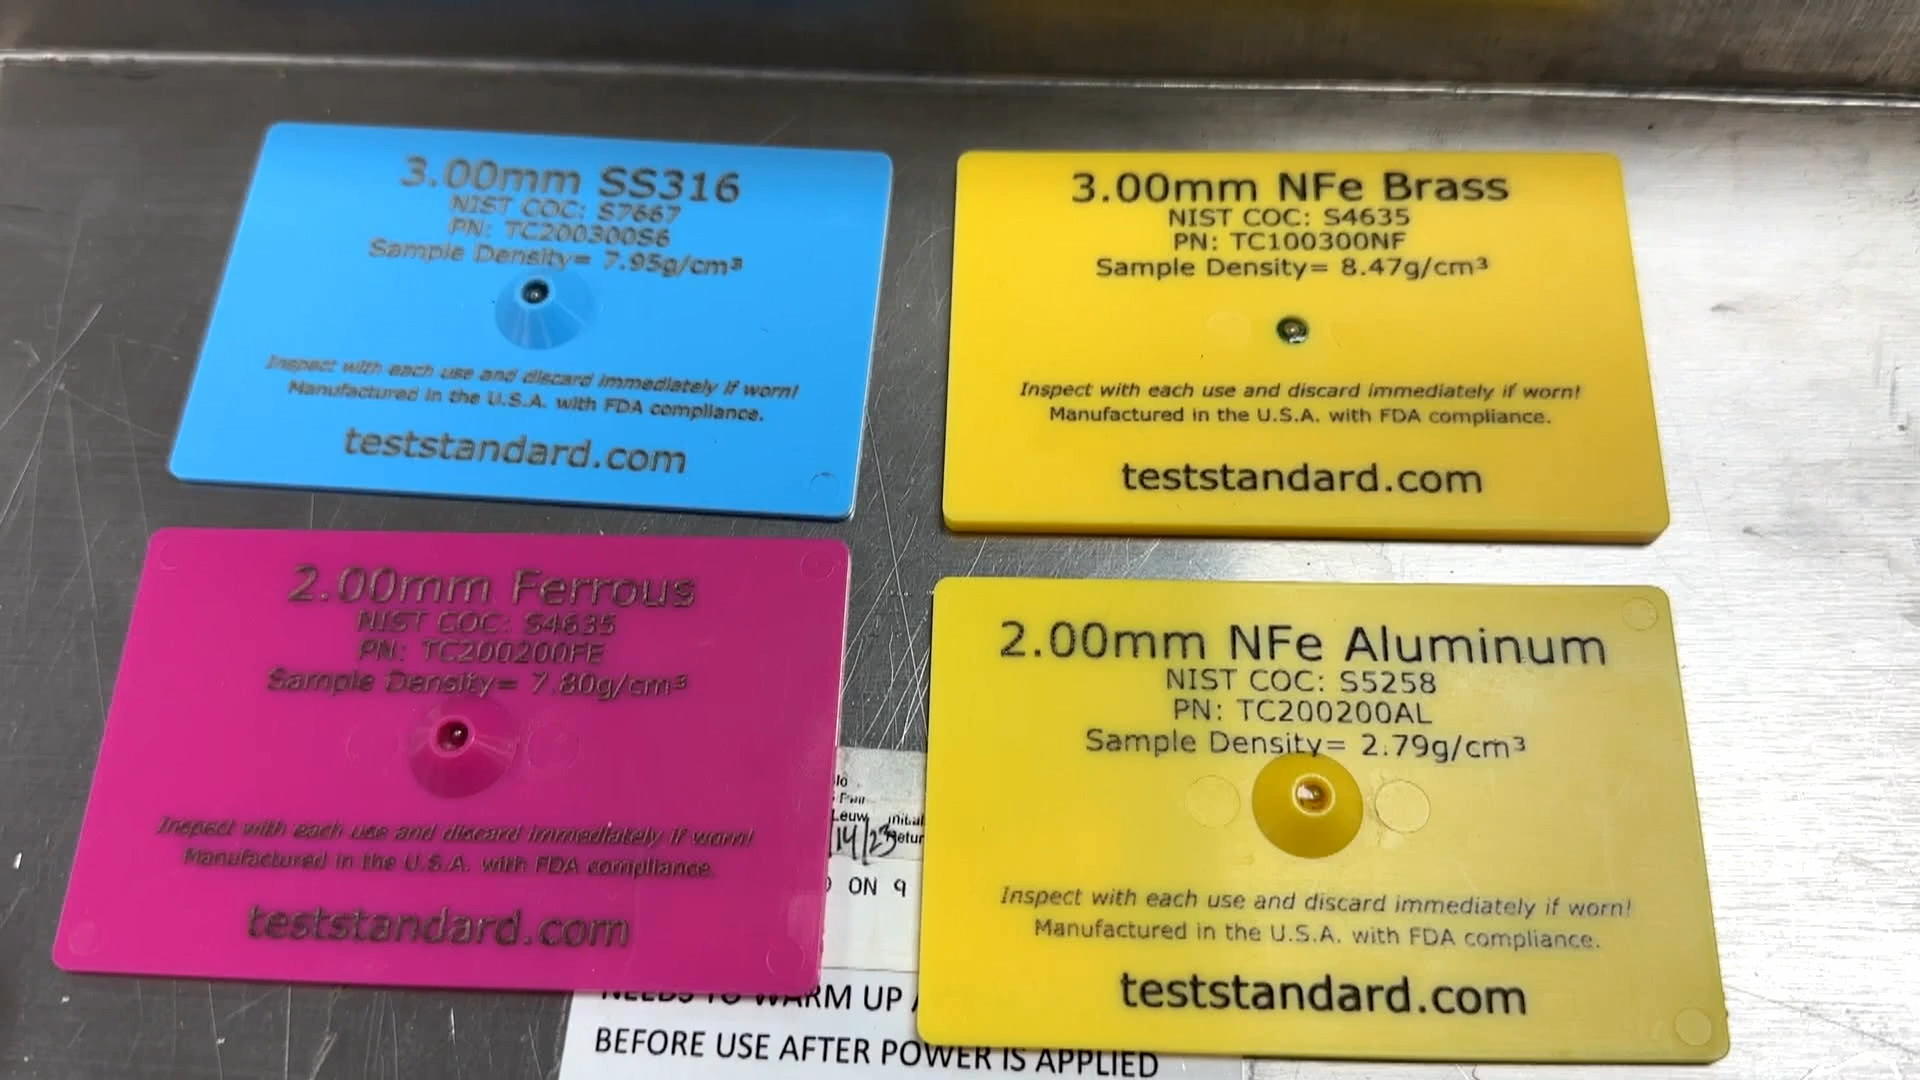 3.00mm SS316
NIST COC: S7667
PN: TC200300S6
Sample Density= 7.95g/cm³
Inspect with each use and discard immediately if worn!
Manufactured in the U.S.A. with FDA compliance.
teststandard.com
3.00mm NFe Brass
NIST COC: S4635
PN: TC100300NF
Sample Density= 8.47g/cm³
Inspect with each use and discard immediately if worn!
Manufactured in the U.S.A. with FDA compliance.
teststandard.com
2.00mm Ferrous
NIST COC: S4635
PN: TC200200FE
Sample Density= 7.80g/cm³
Inspect with each use and discard immediately if worn!
Manufactured in the U.S.A. with FDA compliance.
teststandard.com
2.00mm NFe Aluminum
NIST COC: S5258
PN: TC200200AL
Sample Density= 2.79g/cm³
Inspect with each use and discard immediately if worn!
Manufactured in the U.S.A. with FDA compliance.
teststandard.com
14/23
ON 9
NEEDS TO WARM UP
BEFORE USE AFTER POWER IS APPLIED